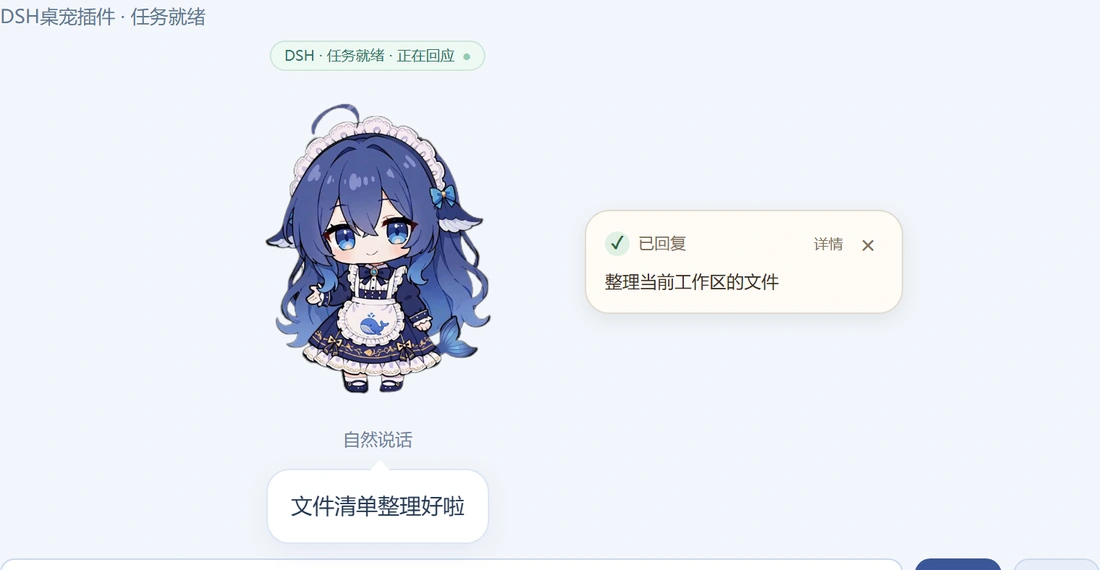 DSH桌宠插件 · 任务就绪
DSH · 任务就绪 · 正在回应
已回复
详情
整理当前工作区的文件
自然说话
文件清单整理好啦